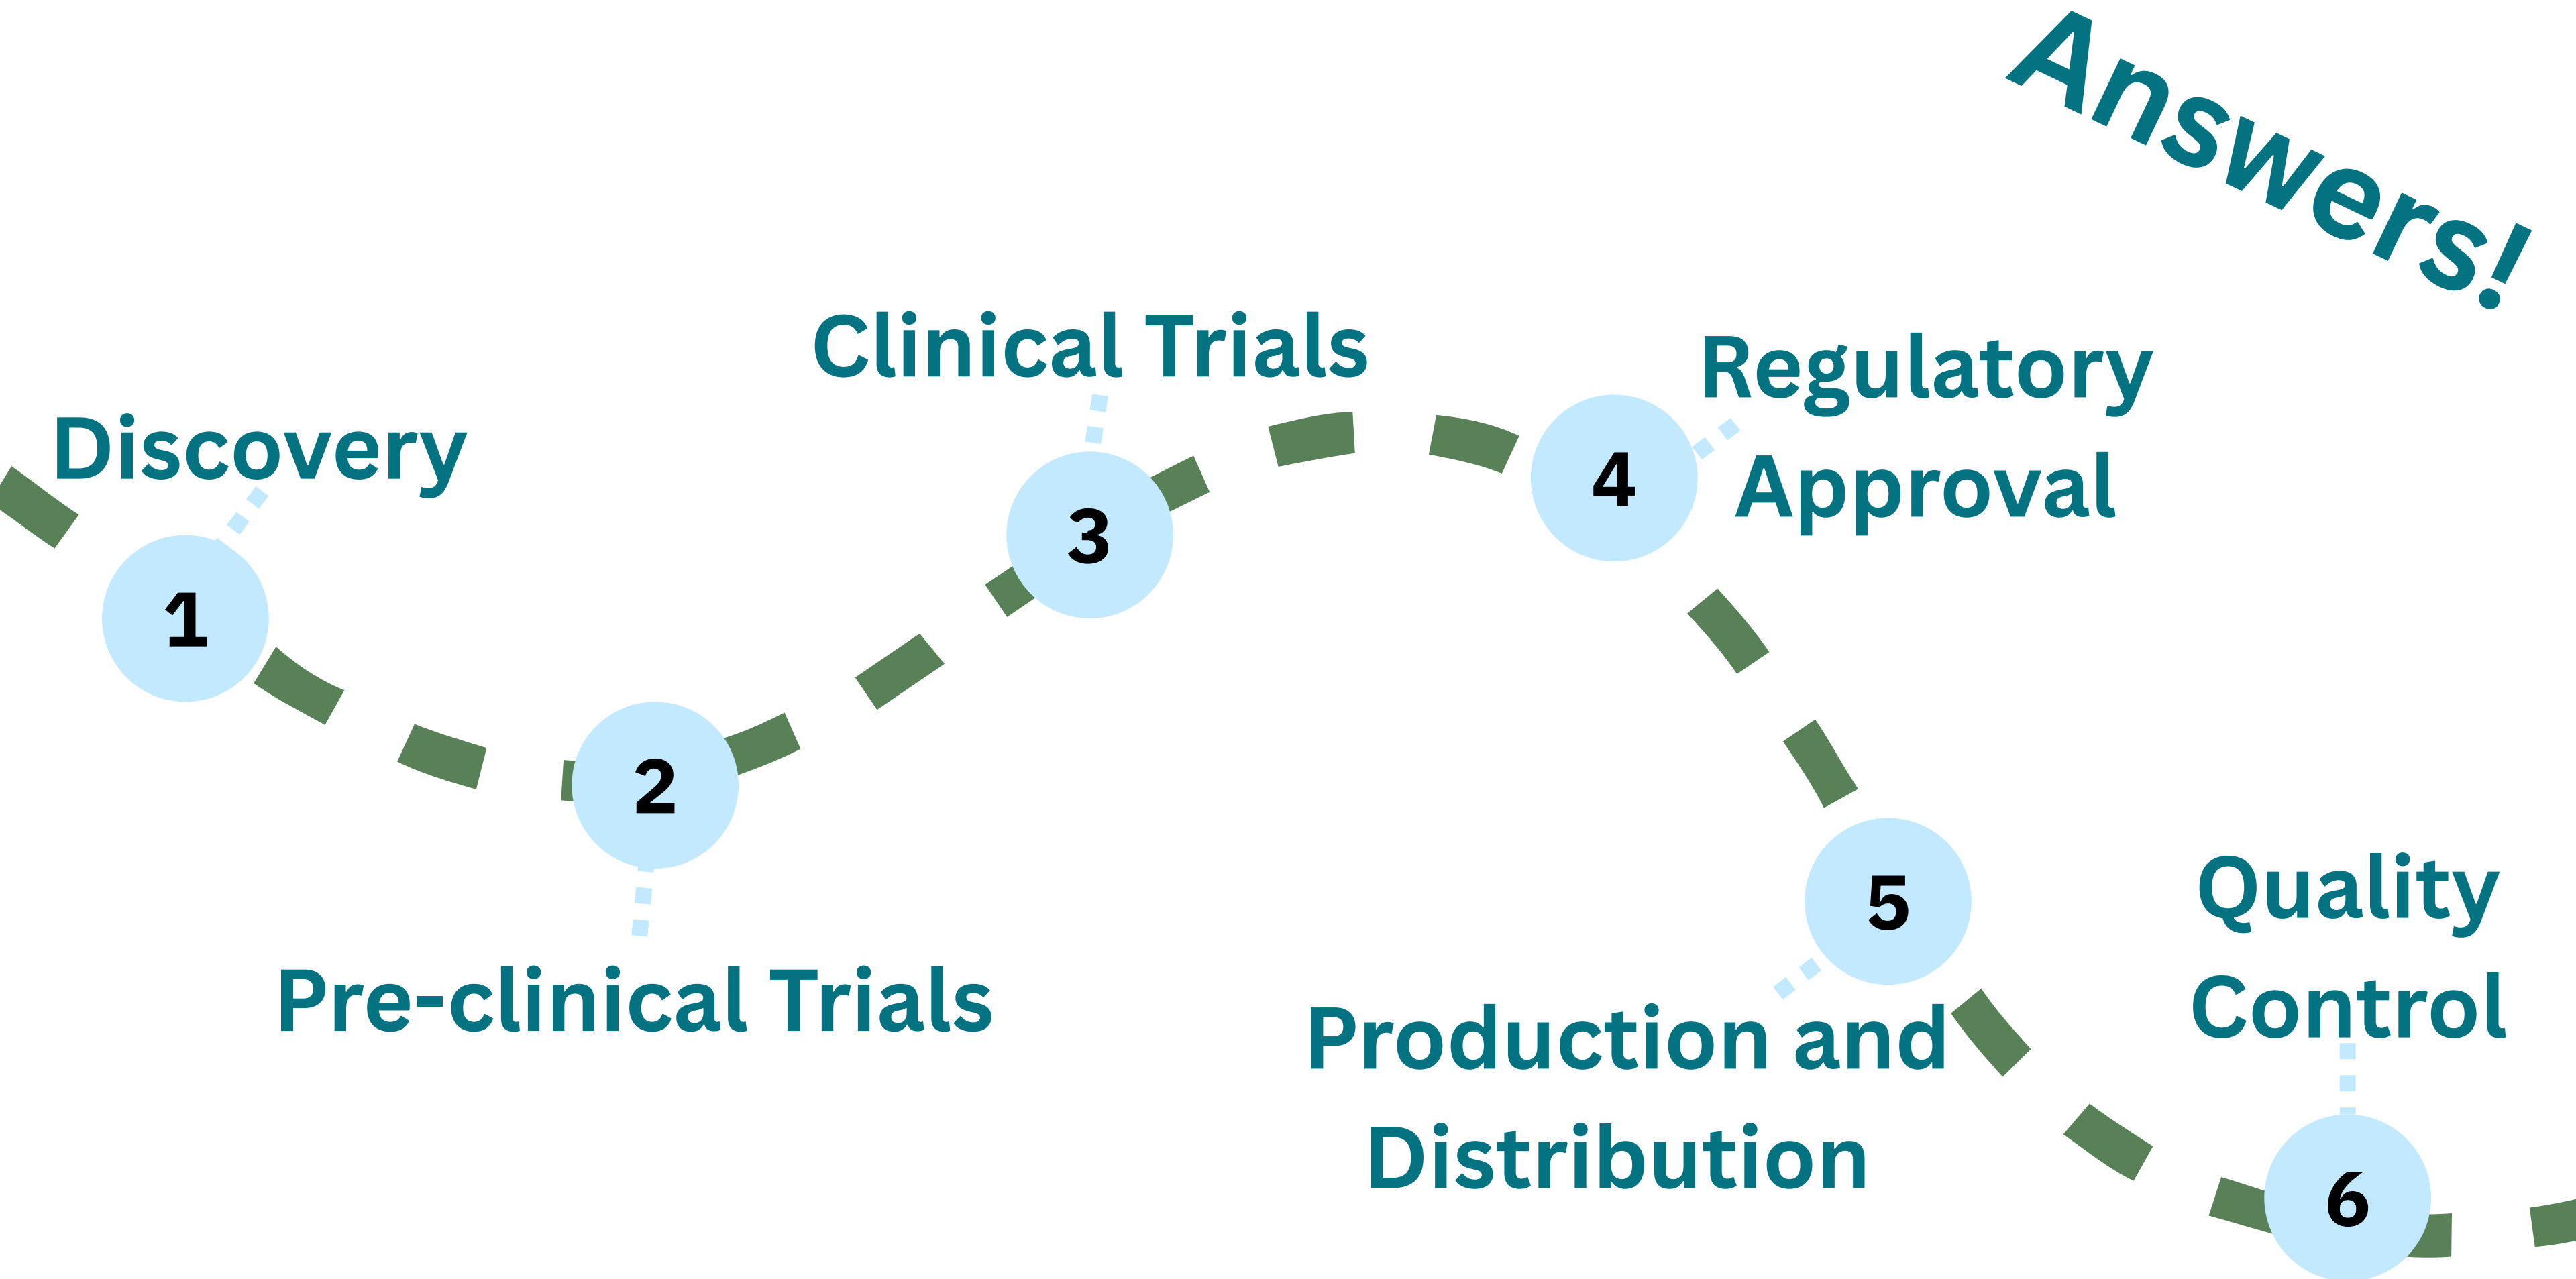 Answers!
Discovery
1
Pre-clinical Trials
2
Clinical Trials
3
Regulatory
Approval
4
Production and
Distribution
5
Quality
Control
6